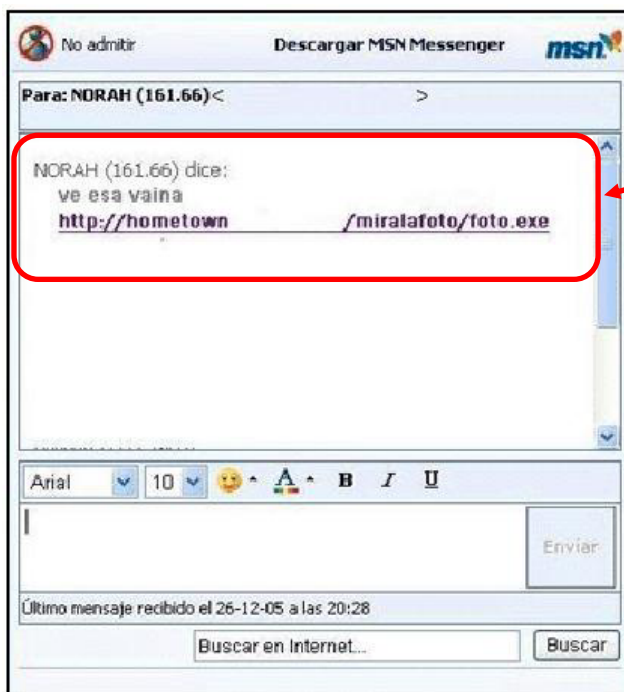 No admitir
Descargar MSN Messenger
msn
Para: NORAH (161.66)< >
NORAH (161.66) dice:
ve esa vaina
http://hometown /miralafoto/foto.exe
Arial 10 A B I U
Enviar
Último mensaje recibido el 26-12-05 a las 20:28
Buscar en Internet... Buscar